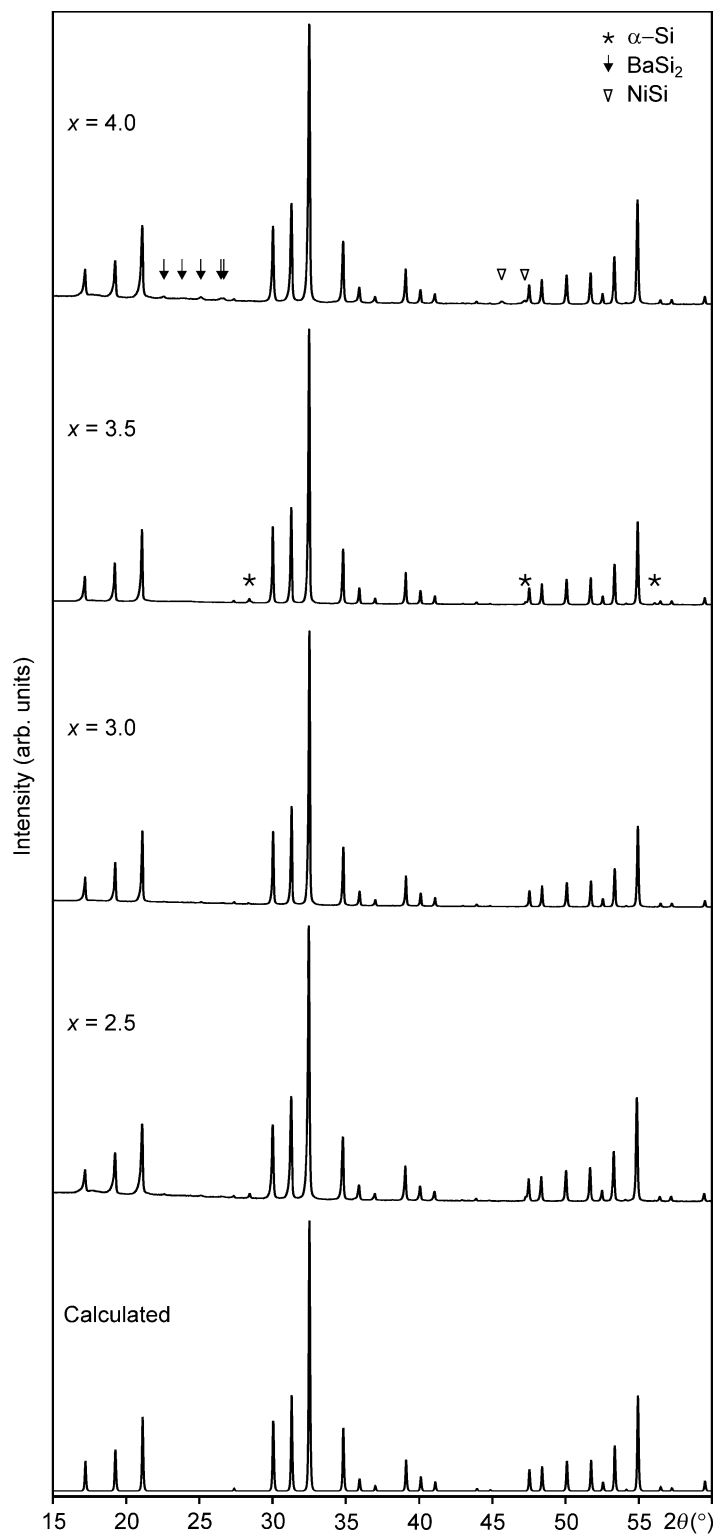 * α–Si
BaSi₂
NiSi
x = 4.0
x = 3.5
* * *
x = 3.0
x = 2.5
Calculated
Intensity (arb. units)
15 20 25 30 35 40 45 50 55 2θ(°)